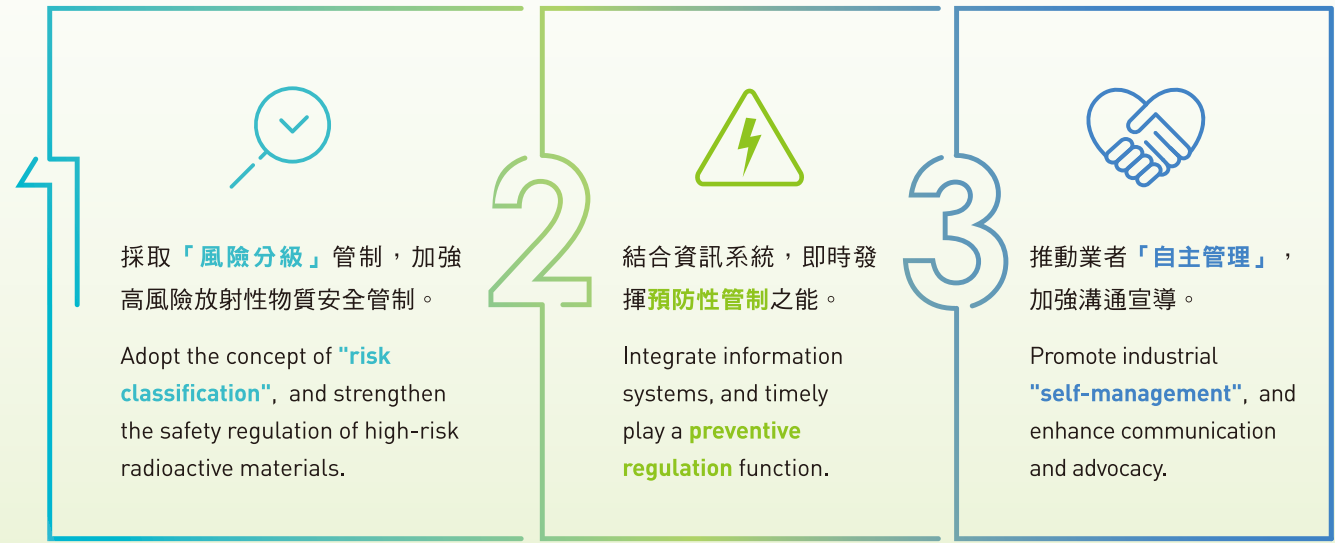 1
採取「風險分級」管制，加強
高風險放射性物質安全管制。
Adopt the concept of "risk
classification", and strengthen
the safety regulation of high-risk
radioactive materials.
2
結合資訊系統，即時發
揮預防性管制之能。
Integrate information
systems, and timely
play a preventive
regulation function.
3
推動業者「自主管理」，
加強溝通宣導。
Promote industrial
"self-management", and
enhance communication
and advocacy.